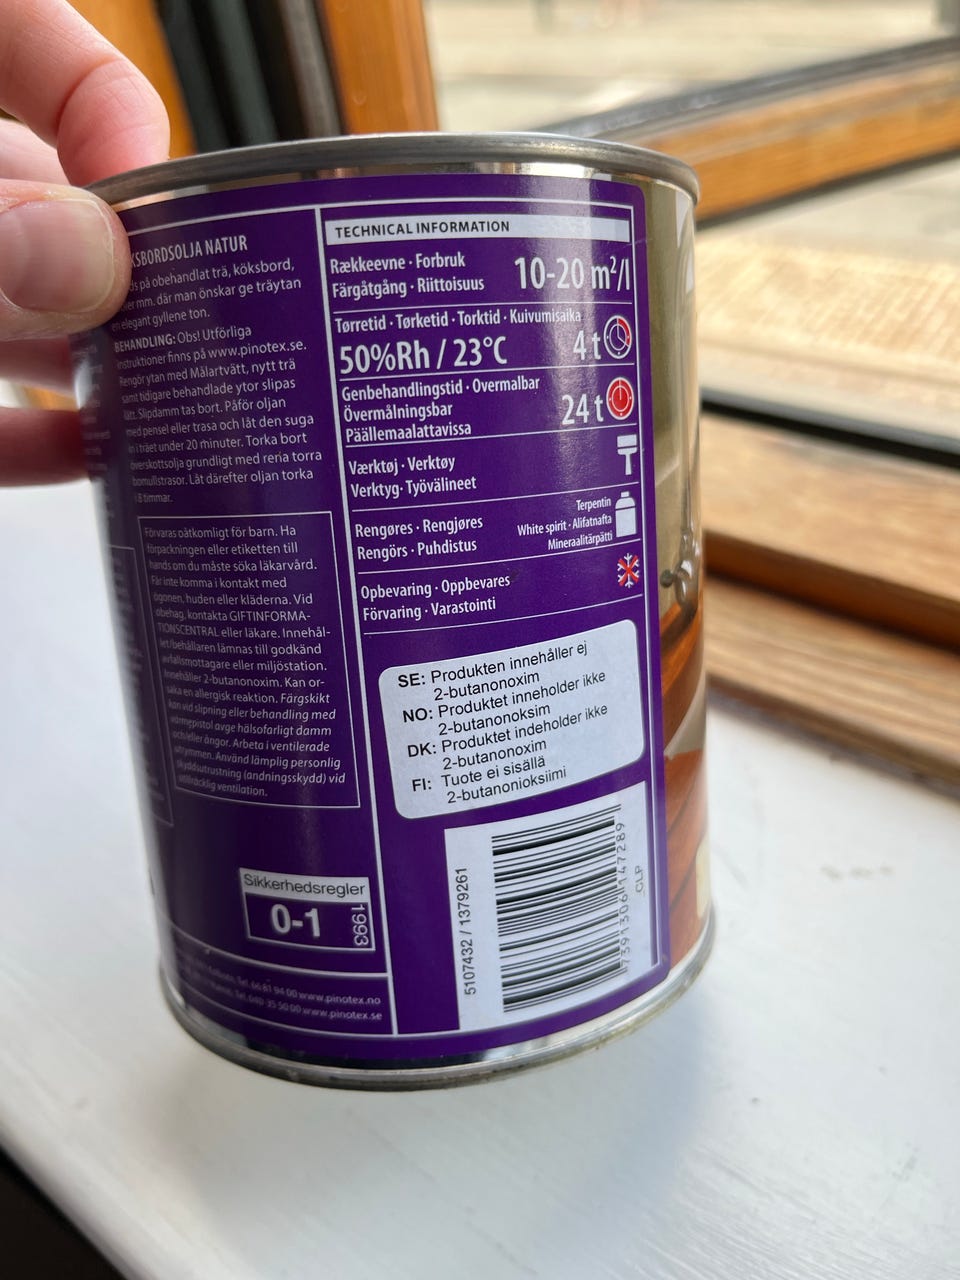 KSBORDSOLJA NATUR
på obehandlat trä, köksbord,
mm. där man önskar ge träytan
elegant gyllene ton.
BEHANDLING: Obs! Utförliga
instruktioner finns på www.pinotex.se.
Rengör ytan med Målartvätt, nytt trä
samt tidigare behandlade ytor slipas
lätt. Slipdamm tas bort. Påför oljan
med pensel eller trasa och låt den suga
in i träet under 20 minuter. Torka bort
överskottsolja grundligt med rena torra
bomullstrasor. Låt därefter oljan torka
i 8 timmar.
Förvaras oåtkomligt för barn. Ha
förpackningen eller etiketten till
hands om du måste söka läkarvård.
Får inte komma i kontakt med
ögonen, huden eller kläderna. Vid
obehag, kontakta GIFTINFORMA-
TIONSCENTRAL eller läkare. Innehål-
let/behållaren lämnas till godkänd
avfallsmottagare eller miljöstation.
Innehåller 2-butanonoxim. Kan or-
saka en allergisk reaktion. Färgskikt
kan vid slipning eller behandling med
värmepistol avge hälsofarligt damm
och/eller ångor. Arbeta i ventilerade
utrymmen. Använd lämplig personlig
skyddsutrustning (andningsskydd) vid
otillräcklig ventilation.
Sikkerhedsregler
0-1
1993
Tel. 66 81 94 00 www.pinotex.no
Tel. 040 35 50 00 www.pinotex.se
TECHNICAL INFORMATION
Rækkeevne · Forbruk
Färgåtgång · Riittoisuus
10-20 m²/l
Tørretid · Tørketid · Torktid · Kuivumisaika
50%Rh / 23°C
4 t
Genbehandlingstid · Overmalbar
Övermålningsbar
Päällemaalattavissa
24 t
Værktøj · Verktøy
Verktyg · Työvälineet
Rengøres · Rengjøres
Rengörs · Puhdistus
Terpentin
White spirit · Alifatnafta
Mineraalitärpätti
Opbevaring · Oppbevares
Förvaring · Varastointi
SE: Produkten innehåller ej
2-butanonoxim
NO: Produktet inneholder ikke
2-butanonoksim
DK: Produktet indeholder ikke
2-butanonoxim
FI: Tuote ei sisällä
2-butanonioksiimi
5107432 / 1379261
7391306147289
CLP